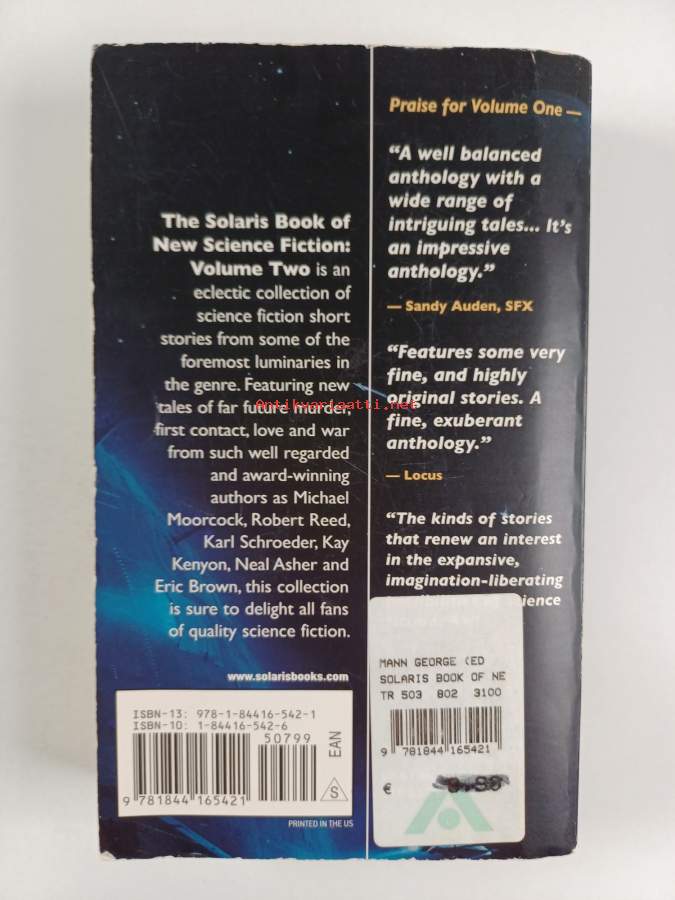 The Solaris Book of
New Science Fiction:
Volume Two is an
eclectic collection of
science fiction short
stories from some of the
foremost luminaries in
the genre. Featuring new
tales of far future murder,
first contact, love and war
from such well regarded
and award-winning
authors as Michael
Moorcock, Robert Reed,
Karl Schroeder, Kay
Kenyon, Neal Asher and
Eric Brown, this collection
is sure to delight all fans
of quality science fiction.
www.solarisbooks.com
ISBN-13: 978-1-84416-542-1
ISBN-10: 1-84416-542-6
50799
EAN
S
9 781844 165421
PRINTED IN THE US
Praise for Volume One —
“A well balanced
anthology with a
wide range of
intriguing tales... It’s
an impressive
anthology.”
— Sandy Auden, SFX
“Features some very
fine, and highly
original stories. A
fine, exuberant
anthology.”
— Locus
“The kinds of stories
that renew an interest
in the expansive,
imagination-liberating
science
MANN GEORGE (ED
SOLARIS BOOK OF NE
TR 503 802 3100
9 781844 165421
€
Antikvariaatti.net